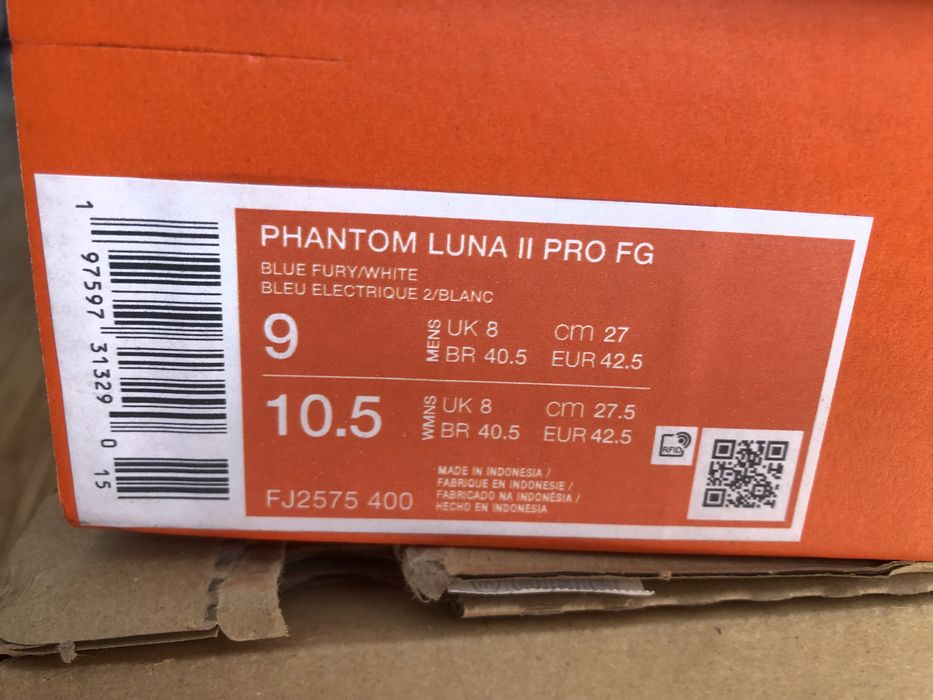 PHANTOM LUNA II PRO FG
BLUE FURY/WHITE
BLEU ELECTRIQUE 2/BLANC
9 MENS UK 8 cm 27
BR 40.5 EUR 42.5
10.5 WMNS UK 8 cm 27.5
BR 40.5 EUR 42.5
RFID
MADE IN INDONESIA /
FABRIQUE EN INDONESIE /
FABRICADO NA INDONÉSIA /
HECHO EN INDONESIA
FJ2575 400
1 97597 31329 0 15